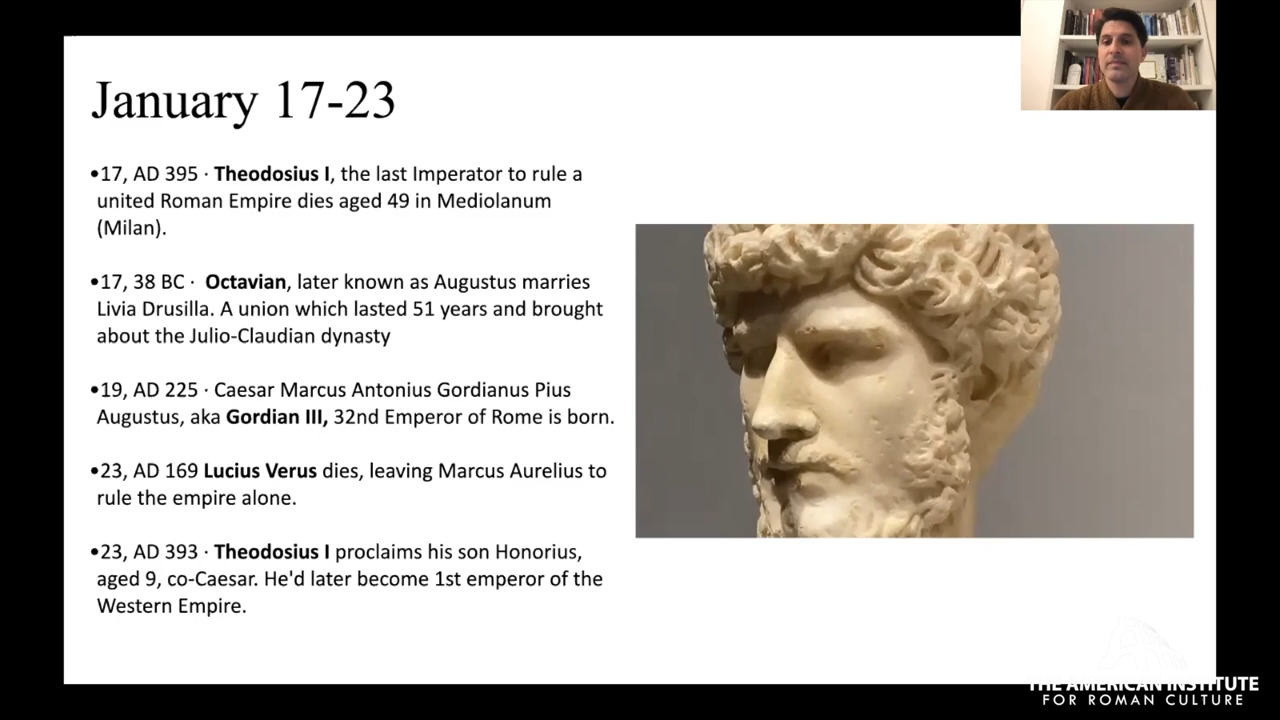 January 17-23
•17, AD 395 · Theodosius I, the last Imperator to rule a
united Roman Empire dies aged 49 in Mediolanum
(Milan).
•17, 38 BC · Octavian, later known as Augustus marries
Livia Drusilla. A union which lasted 51 years and brought
about the Julio-Claudian dynasty
•19, AD 225 · Caesar Marcus Antonius Gordianus Pius
Augustus, aka Gordian III, 32nd Emperor of Rome is born.
•23, AD 169 Lucius Verus dies, leaving Marcus Aurelius to
rule the empire alone.
•23, AD 393 · Theodosius I proclaims his son Honorius,
aged 9, co-Caesar. He'd later become 1st emperor of the
Western Empire.
THE AMERICAN INSTITUTE
FOR ROMAN CULTURE